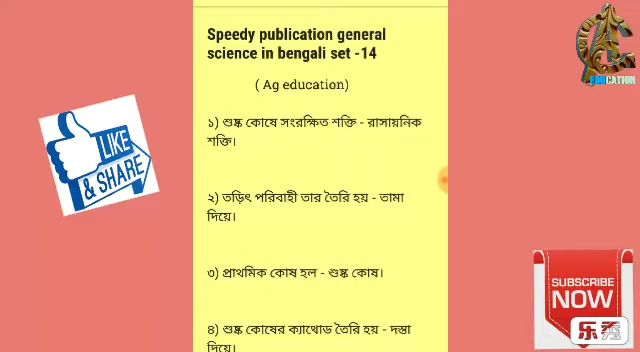 Speedy publication general
science in bengali set -14
( Ag education)
১) শুষ্ক কোষে সংরক্ষিত শক্তি - রাসায়নিক
শক্তি।
২) তড়িৎ পরিবাহী তার তৈরি হয় - তামা
দিয়ে।
৩) প্রাথমিক কোষ হল - শুষ্ক কোষ।
৪) শুষ্ক কোষের ক্যাথোড তৈরি হয় - দস্তা
দিয়ে।
LIKE
& SHARE
EDUCATION
SUBSCRIBE
NOW
乐秀